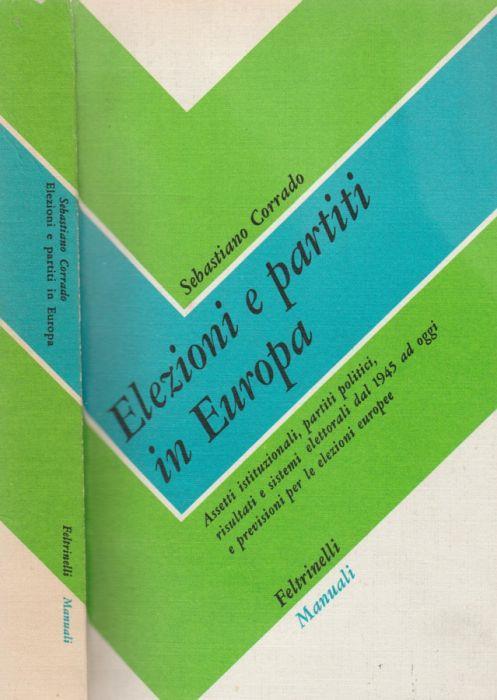 Sebastiano Corrado
Elezioni e partiti in Europa
Feltrinelli Manuali
Sebastiano Corrado
Elezioni e partiti
in Europa
Assetti istituzionali, partiti politici,
risultati e sistemi elettorali dal 1945 ad oggi
e previsioni per le elezioni europee
Feltrinelli
Manuali